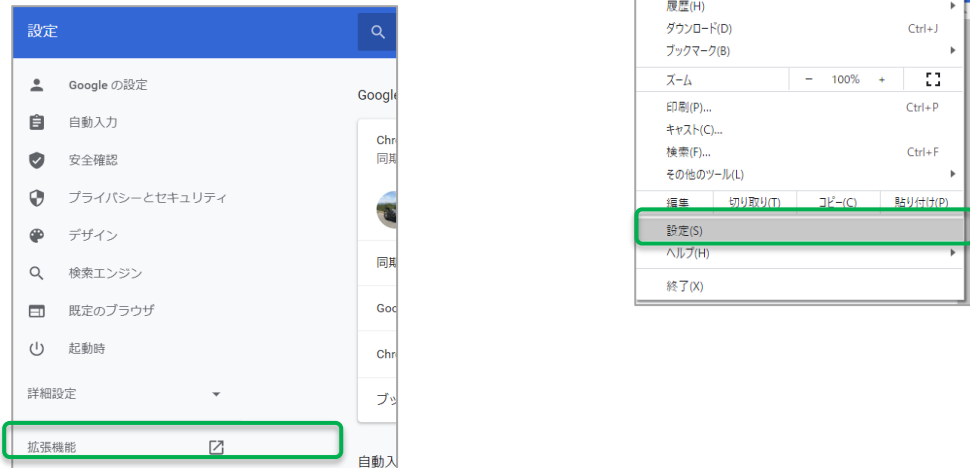 設定
Google の設定
自動入力
安全確認
プライバシーとセキュリティ
デザイン
検索エンジン
既定のブラウザ
起動時
詳細設定
拡張機能
Googl
Chr
同期
同期
Goo
Chr
ブッ
自動入
履歴(H)
ダウンロード(D) Ctrl+J
ブックマーク(B)
ズーム - 100% +
印刷(P)... Ctrl+P
キャスト(C)...
検索(F)... Ctrl+F
その他のツール(L)
編集 切り取り(T) コピー(C) 貼り付け(P)
設定(S)
ヘルプ(H)
終了(X)